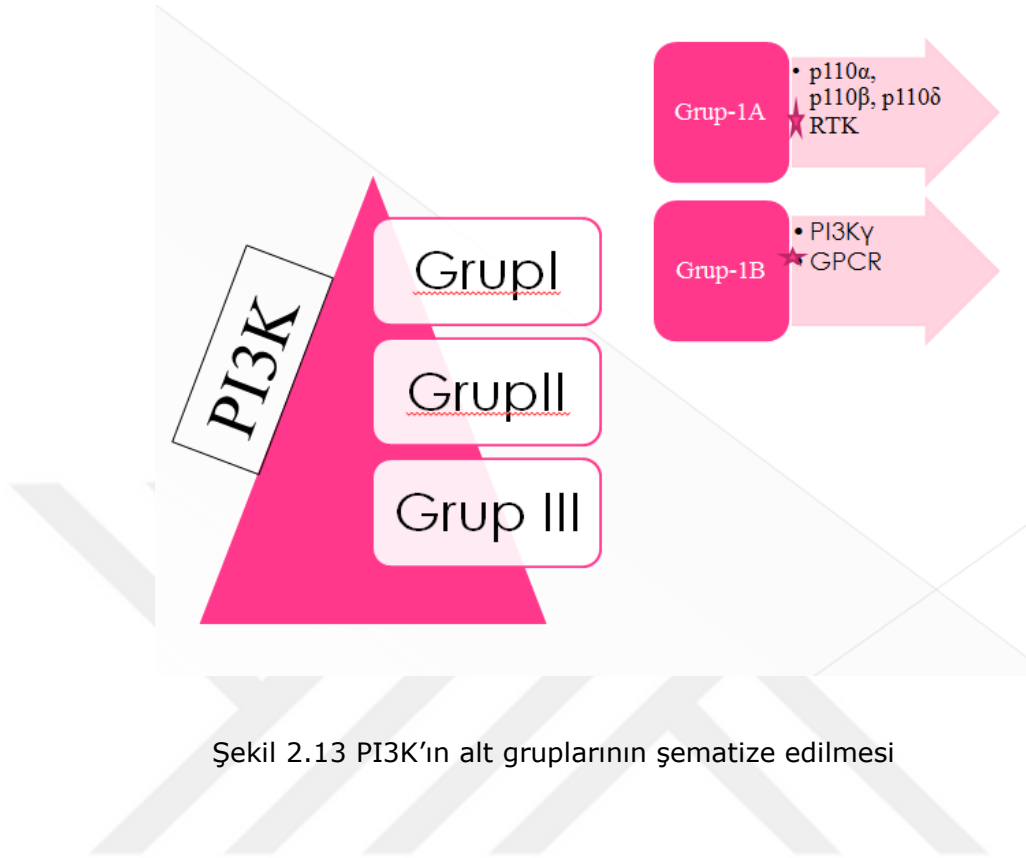 Grup-1A
• p110α,
p110β, p110δ
RTK
Grup-1B
• PI3Kγ
• GPCR
PI3K
GrupI
GrupII
Grup III
Şekil 2.13 PI3K’ın alt gruplarının şematize edilmesi